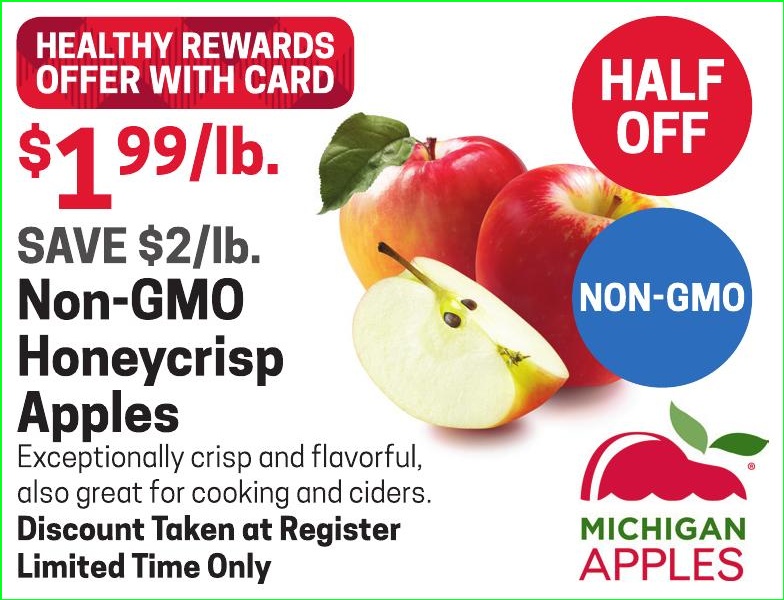 HEALTHY REWARDS
OFFER WITH CARD
$1 99/lb.
SAVE $2/lb.
Non-GMO
Honeycrisp
Apples
Exceptionally crisp and flavorful,
also great for cooking and ciders.
Discount Taken at Register
Limited Time Only
HALF
OFF
NON-GMO
®
MICHIGAN
APPLES